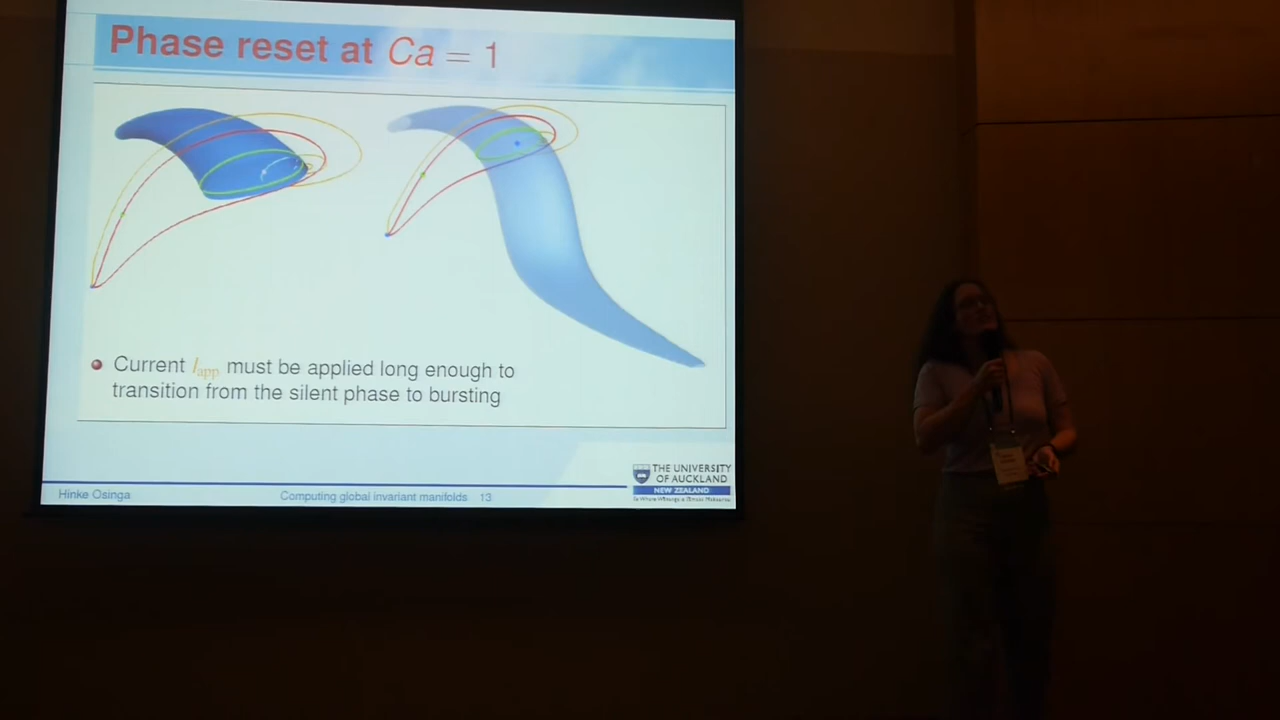 Phase reset at Ca = 1
Current Iapp must be applied long enough to
transition from the silent phase to bursting
THE UNIVERSITY
OF AUCKLAND
NEW ZEALAND
Hinke Osinga
Computing global invariant manifolds 13